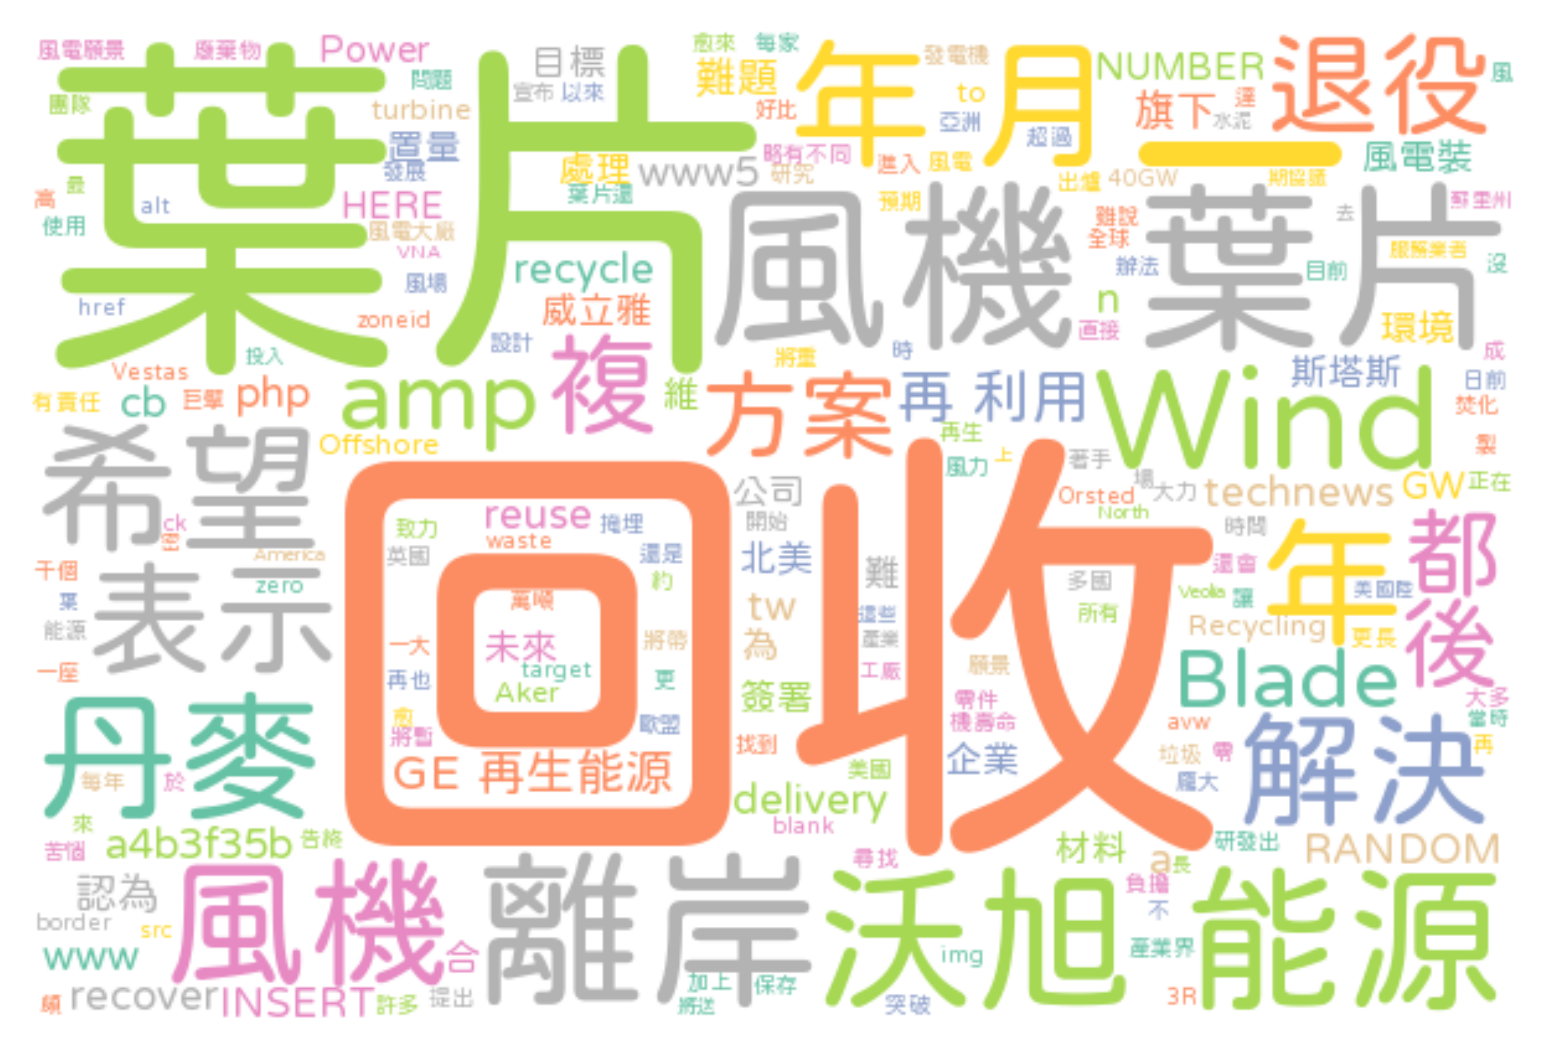 風電願景 廢棄物 Power 目標 愈來 每家 發電機 NUMBER 退役 風
葉片 問題 宣布 以來 難題 年月 to 旗下 達
團隊 turbine 好比 亞洲 超過 水泥
置量 處理 www5 略有不同 研究 進入 風電 一 風電裝
發展 葉片還 出爐 40GW 期協議
高 最 alt HERE 預期 雖說 去 蘇里州
使用 風電大廠 風機葉片 全球 服務業者
VNA recycle 辦法 目前 沒
href 風場 威立雅 n 環境
zoneid 設計 直接
投入 複 將重 時 成
Vestas 斯塔斯 日前
有責任 cb 巨擘 php amp 維 方案 再 利用 Wind 焚化
希望 Offshore 再生 製
風力 上 著手
公司 大力 technews GW 正在
ck reuse 掩埋 Orsted
致力 waste 開始 North 時間 年 都
America 英國 還是 北美 難 還會
千個 zero 約 多國 Veolia 讓 美國陸
葉 表示 萬噸 tw 這些 所有
能源 一大 未來 將帶 為 產業 Recycling 更長 後
一座 target 工廠 願景
再也 Aker 更 簽署 Blade
丹麥 愈 歐盟 零件 大多
將暫 機壽命 avw 當時
回收 找到 企業 垃圾 零 解決 再
每年 於 GE 再生能源 美國 龐大
來 delivery
苦惱 a4b3f35b 告終 blank 材料 研發出 RANDOM
尋找 a 長
認為 風機 離岸 沃旭能源 負擔
border src 不
www 合 img 產業界
加上 保存
recover INSERT 許多 提出 將送 突破 3R